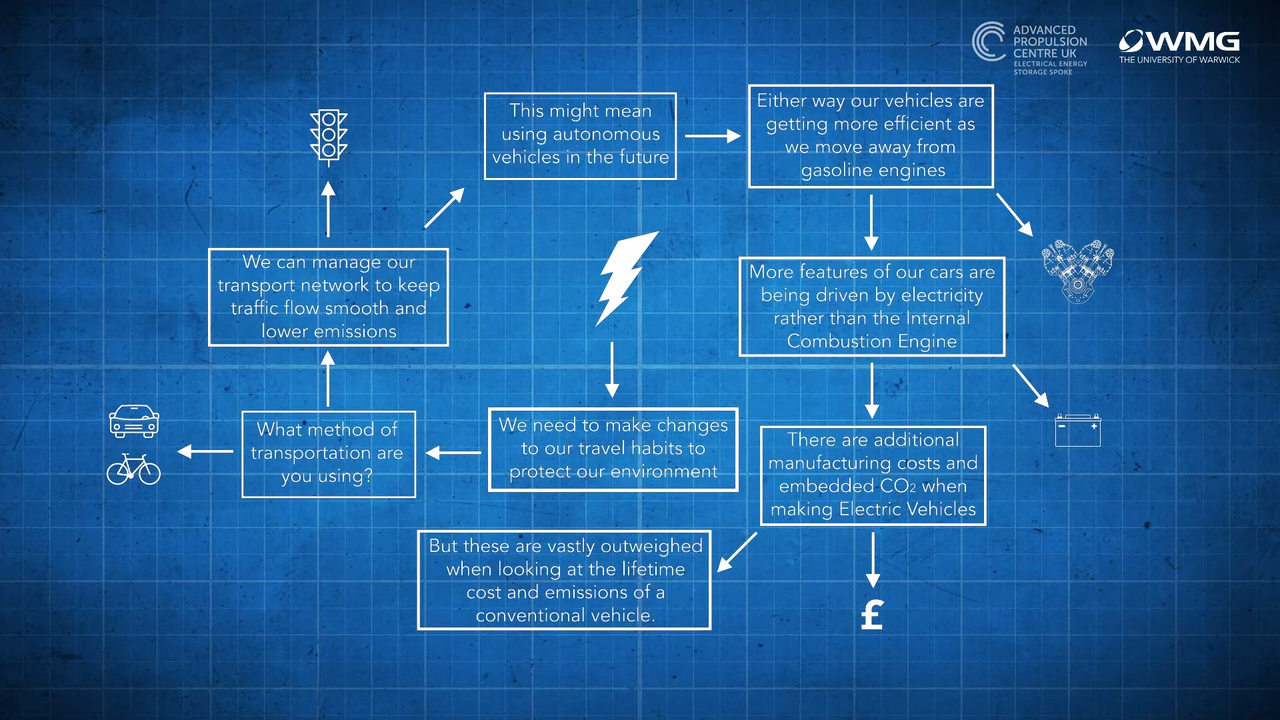 ADVANCED
PROPULSION
CENTRE UK
ELECTRICAL ENERGY
STORAGE SPOKE
WMG
THE UNIVERSITY OF WARWICK
This might mean
using autonomous
vehicles in the future
Either way our vehicles are
getting more efficient as
we move away from
gasoline engines
We can manage our
transport network to keep
traffic flow smooth and
lower emissions
More features of our cars are
being driven by electricity
rather than the Internal
Combustion Engine
What method of
transportation are
you using?
We need to make changes
to our travel habits to
protect our environment
There are additional
manufacturing costs and
embedded CO₂ when
making Electric Vehicles
But these are vastly outweighed
when looking at the lifetime
cost and emissions of a
conventional vehicle.
£